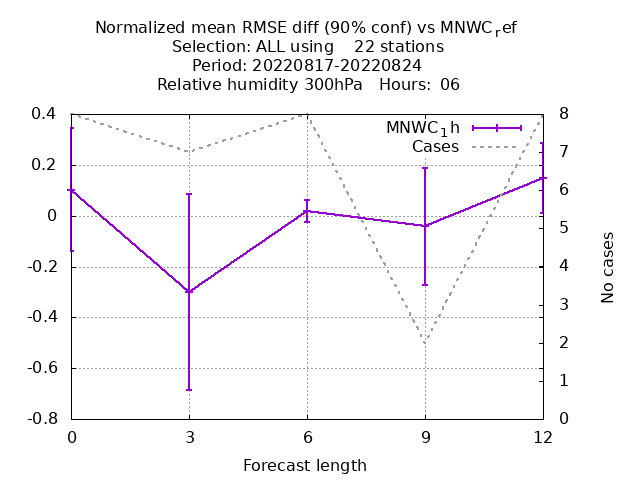 Normalized mean RMSE diff (90% conf) vs MNWCref
Selection: ALL using    22 stations
Period: 20220817-20220824
Relative humidity 300hPa   Hours:  06
MNWC1h
Cases
0.4
0.2
0
-0.2
-0.4
-0.6
-0.8
8
7
6
5
4
3
2
1
0
No cases
0 3 6 9 12
Forecast length